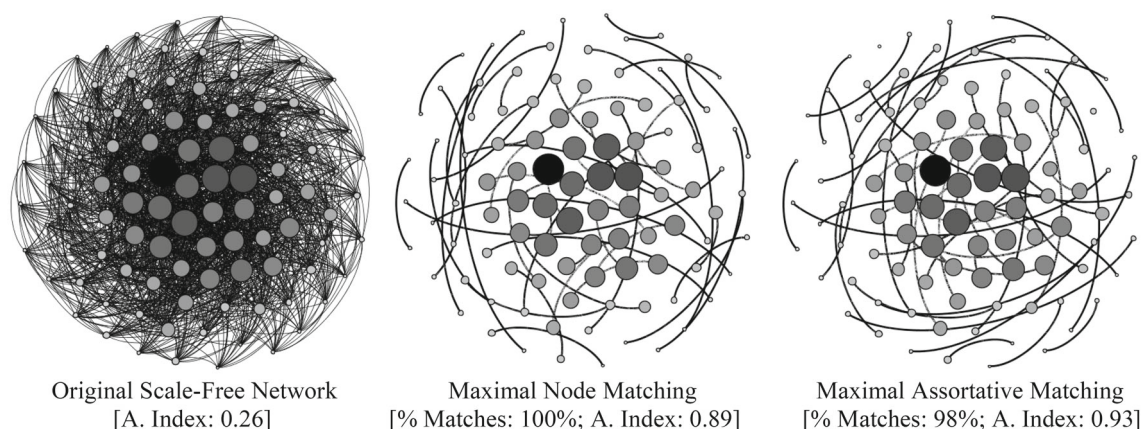 Original Scale-Free Network
[A. Index: 0.26]
Maximal Node Matching
[% Matches: 100%; A. Index: 0.89]
Maximal Assortative Matching
[% Matches: 98%; A. Index: 0.93]